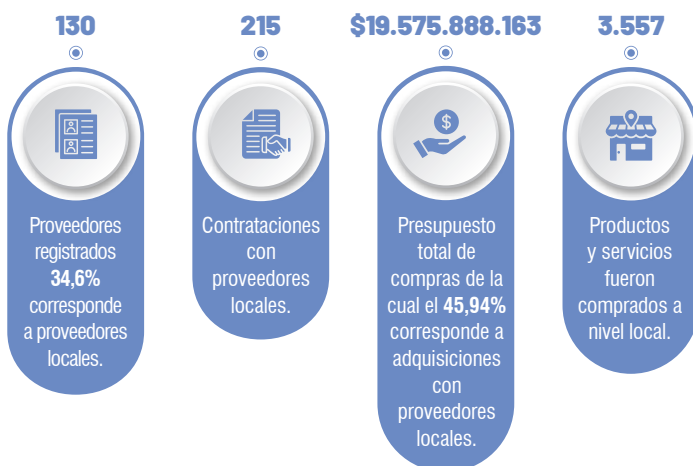 130
Proveedores
registrados
34,6%
corresponde
a proveedores
locales.
215
Contrataciones
con
proveedores
locales.
$19.575.888.163
$
Presupuesto
total de
compras de la
cual el 45,94%
corresponde a
adquisiciones
con
proveedores
locales.
3.557
Productos
y servicios
fueron
comprados a
nivel local.